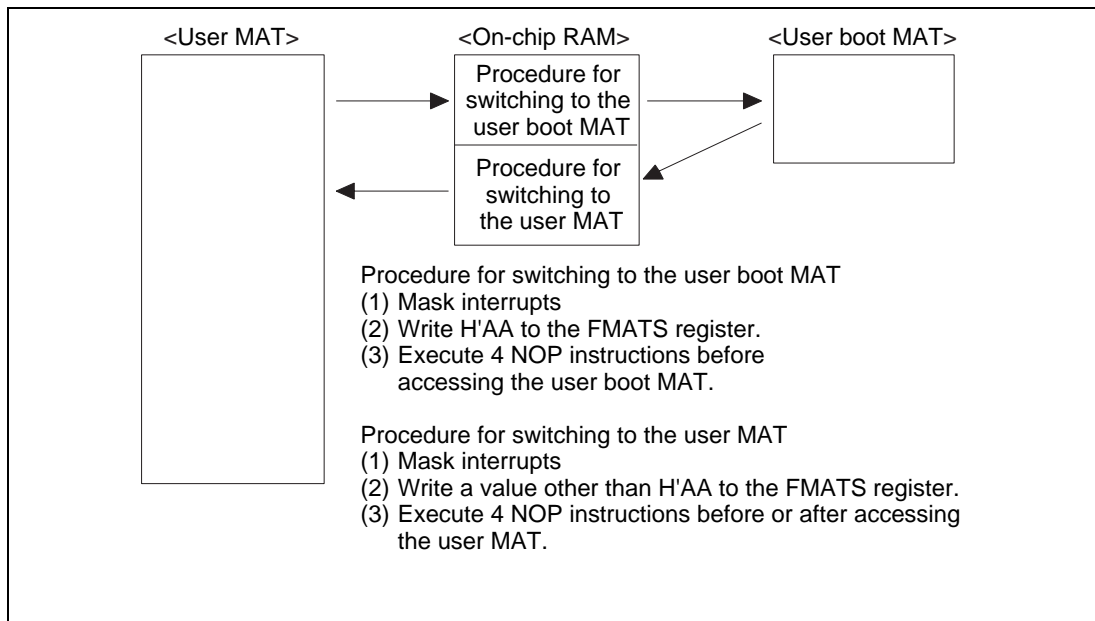 <User MAT>
<On-chip RAM>
<User boot MAT>
Procedure for
switching to the
user boot MAT
Procedure for
switching to
the user MAT
Procedure for switching to the user boot MAT
(1) Mask interrupts
(2) Write H'AA to the FMATS register.
(3) Execute 4 NOP instructions before
accessing the user boot MAT.
Procedure for switching to the user MAT
(1) Mask interrupts
(2) Write a value other than H'AA to the FMATS register.
(3) Execute 4 NOP instructions before or after accessing
the user MAT.